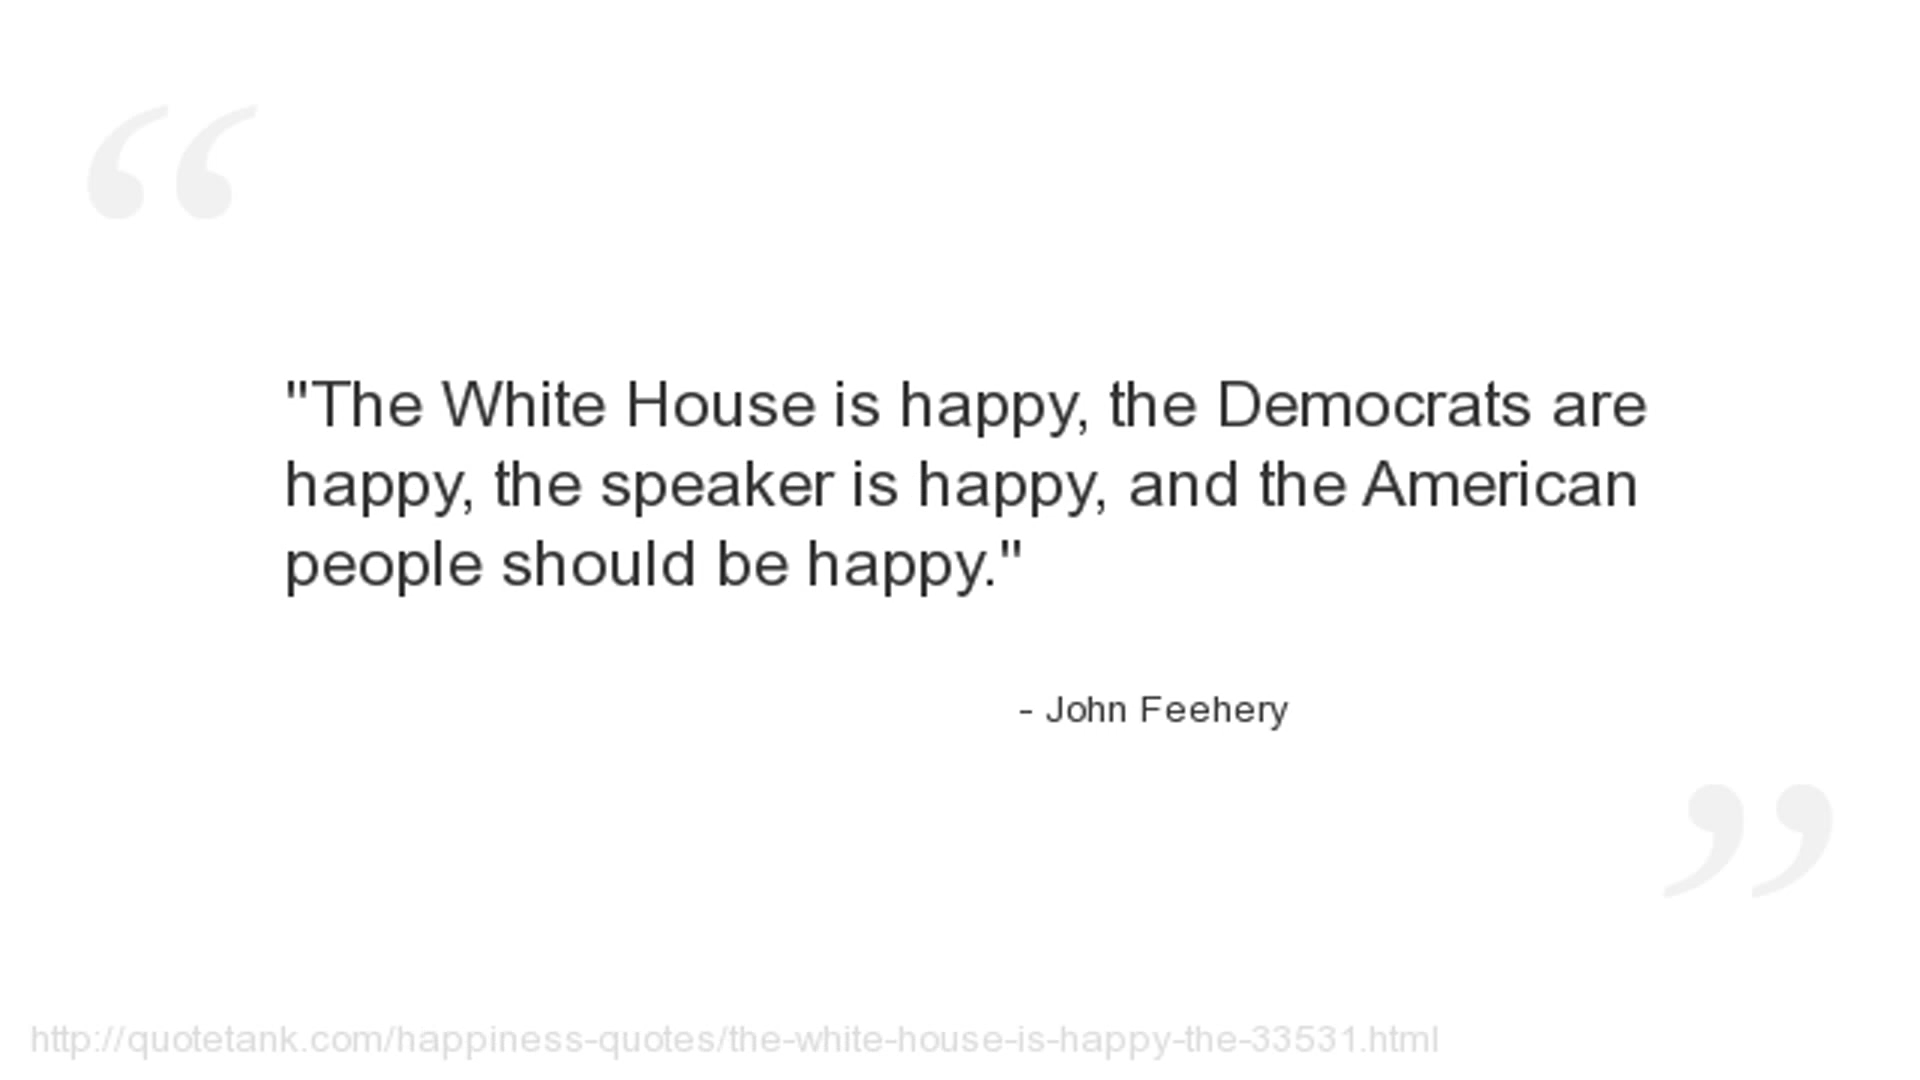 "The White House is happy, the Democrats are
happy, the speaker is happy, and the American
people should be happy."
- John Feehery
http://quotetank.com/happiness-quotes/the-white-house-is-happy-the-33531.html